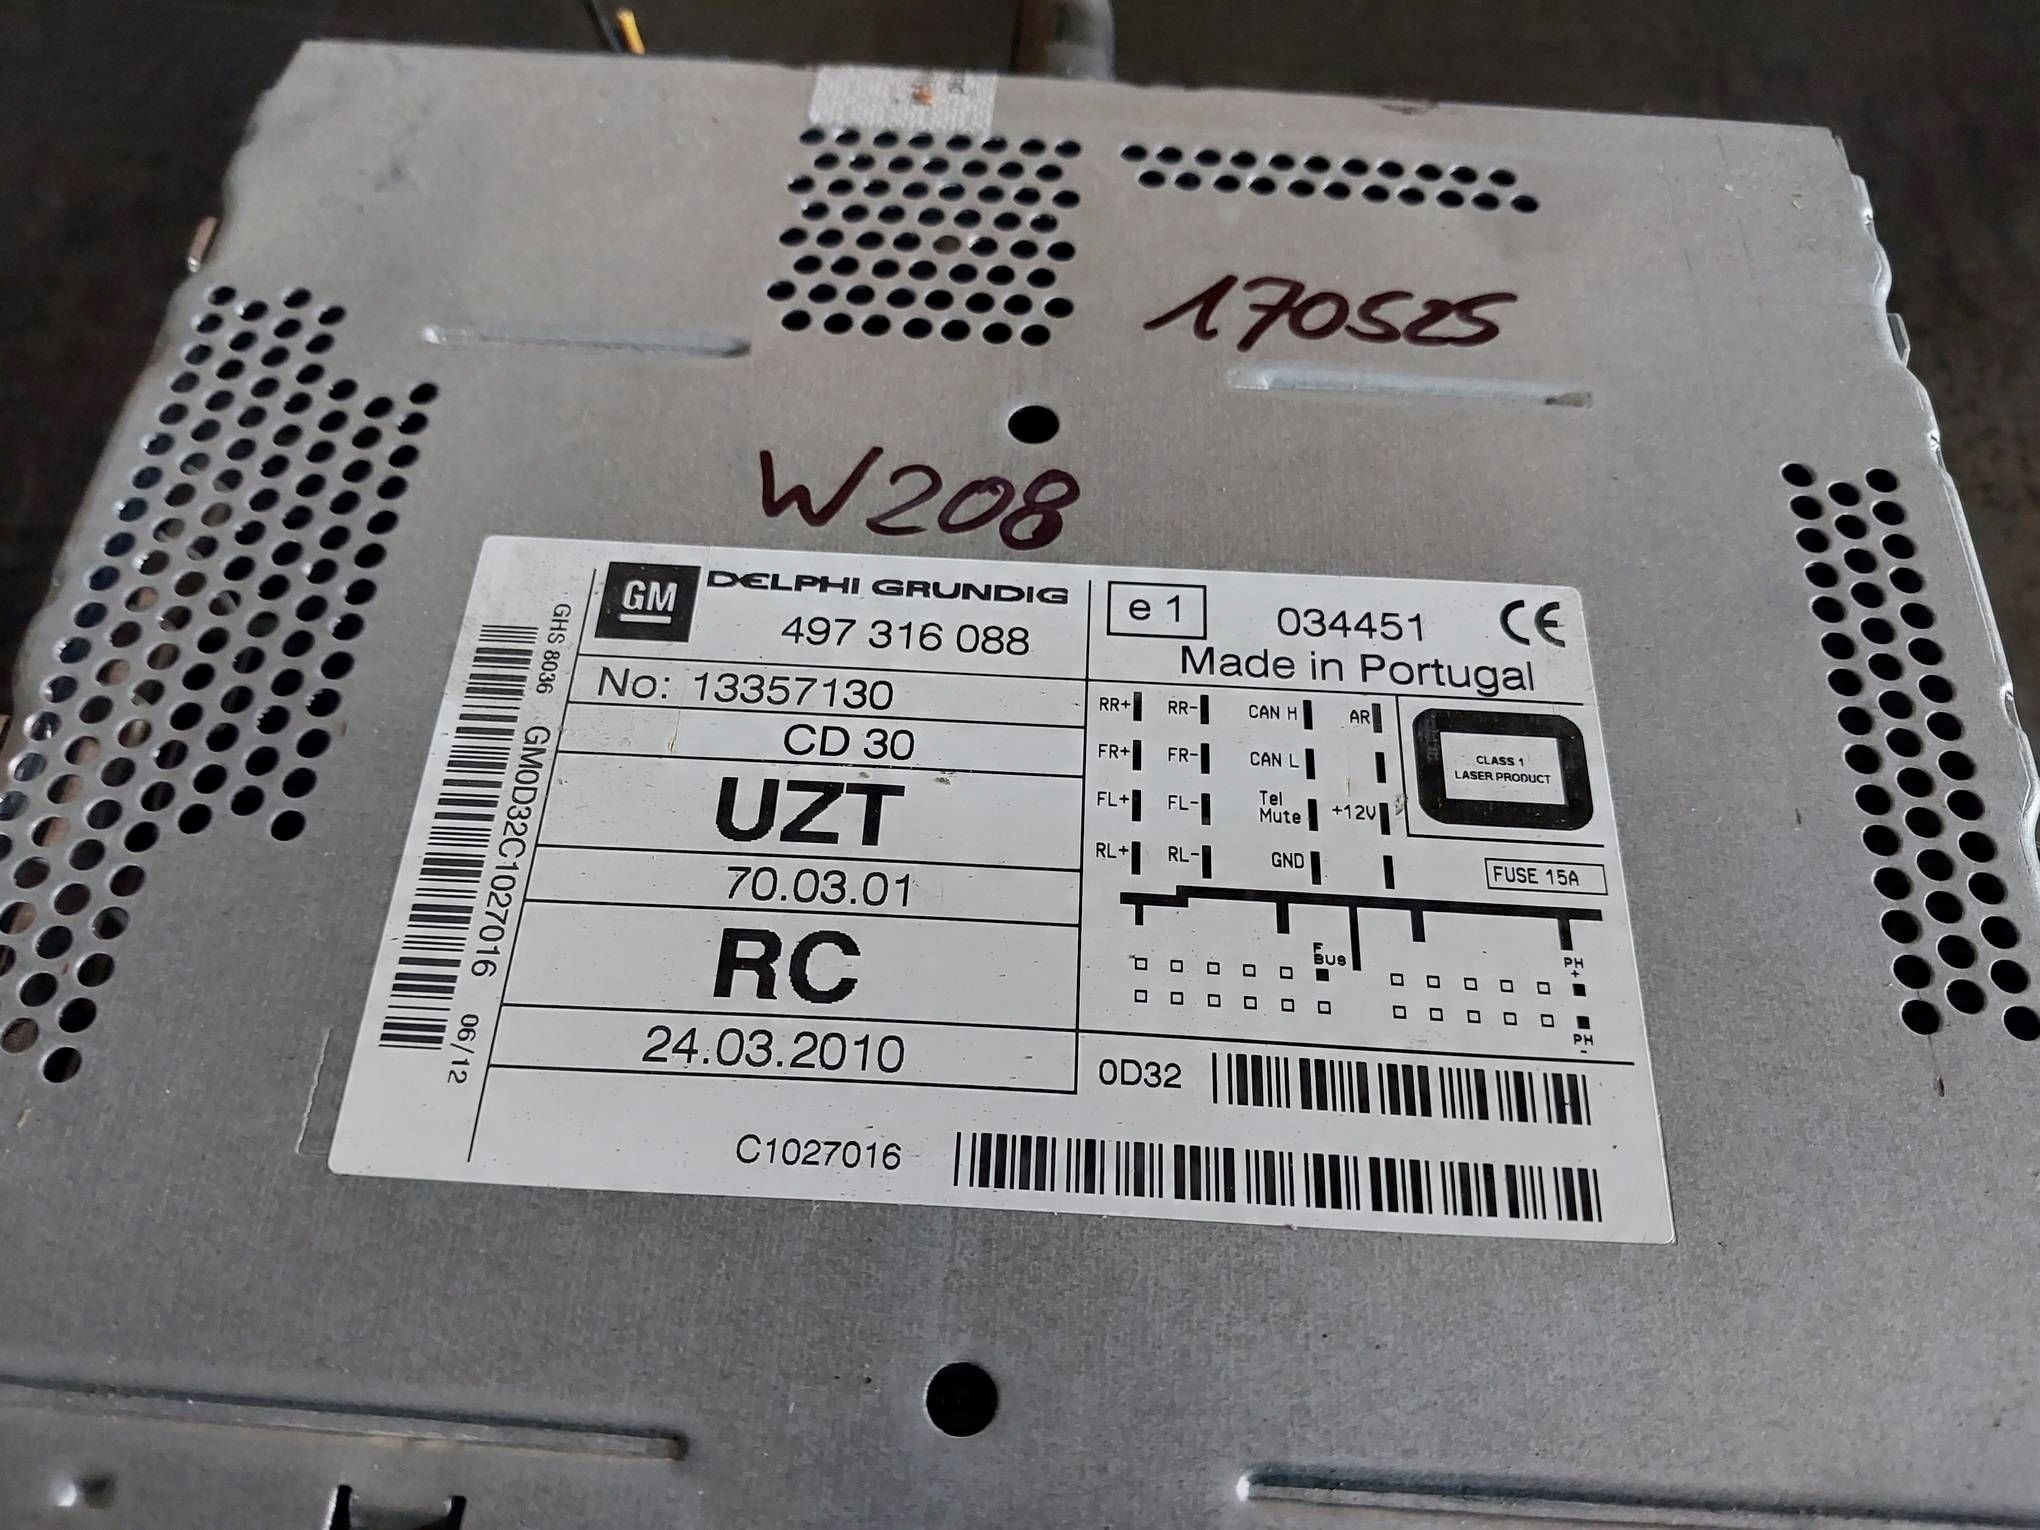 170525
W208
GM DELPHI GRUNDIG
497 316 088
No: 13357130
CD 30
UZT
70.03.01
RC
24.03.2010
C1027016
GHS 8036 GM0D32C1027016 06/12
e 1 034451 CE
Made in Portugal
RR+ RR- CAN H AR
FR+ FR- CAN L
FL+ FL- Tel Mute +12V
RL+ RL- GND
CLASS 1
LASER PRODUCT
FUSE 15A
F
BUS
PH
+
PH
-
0D32